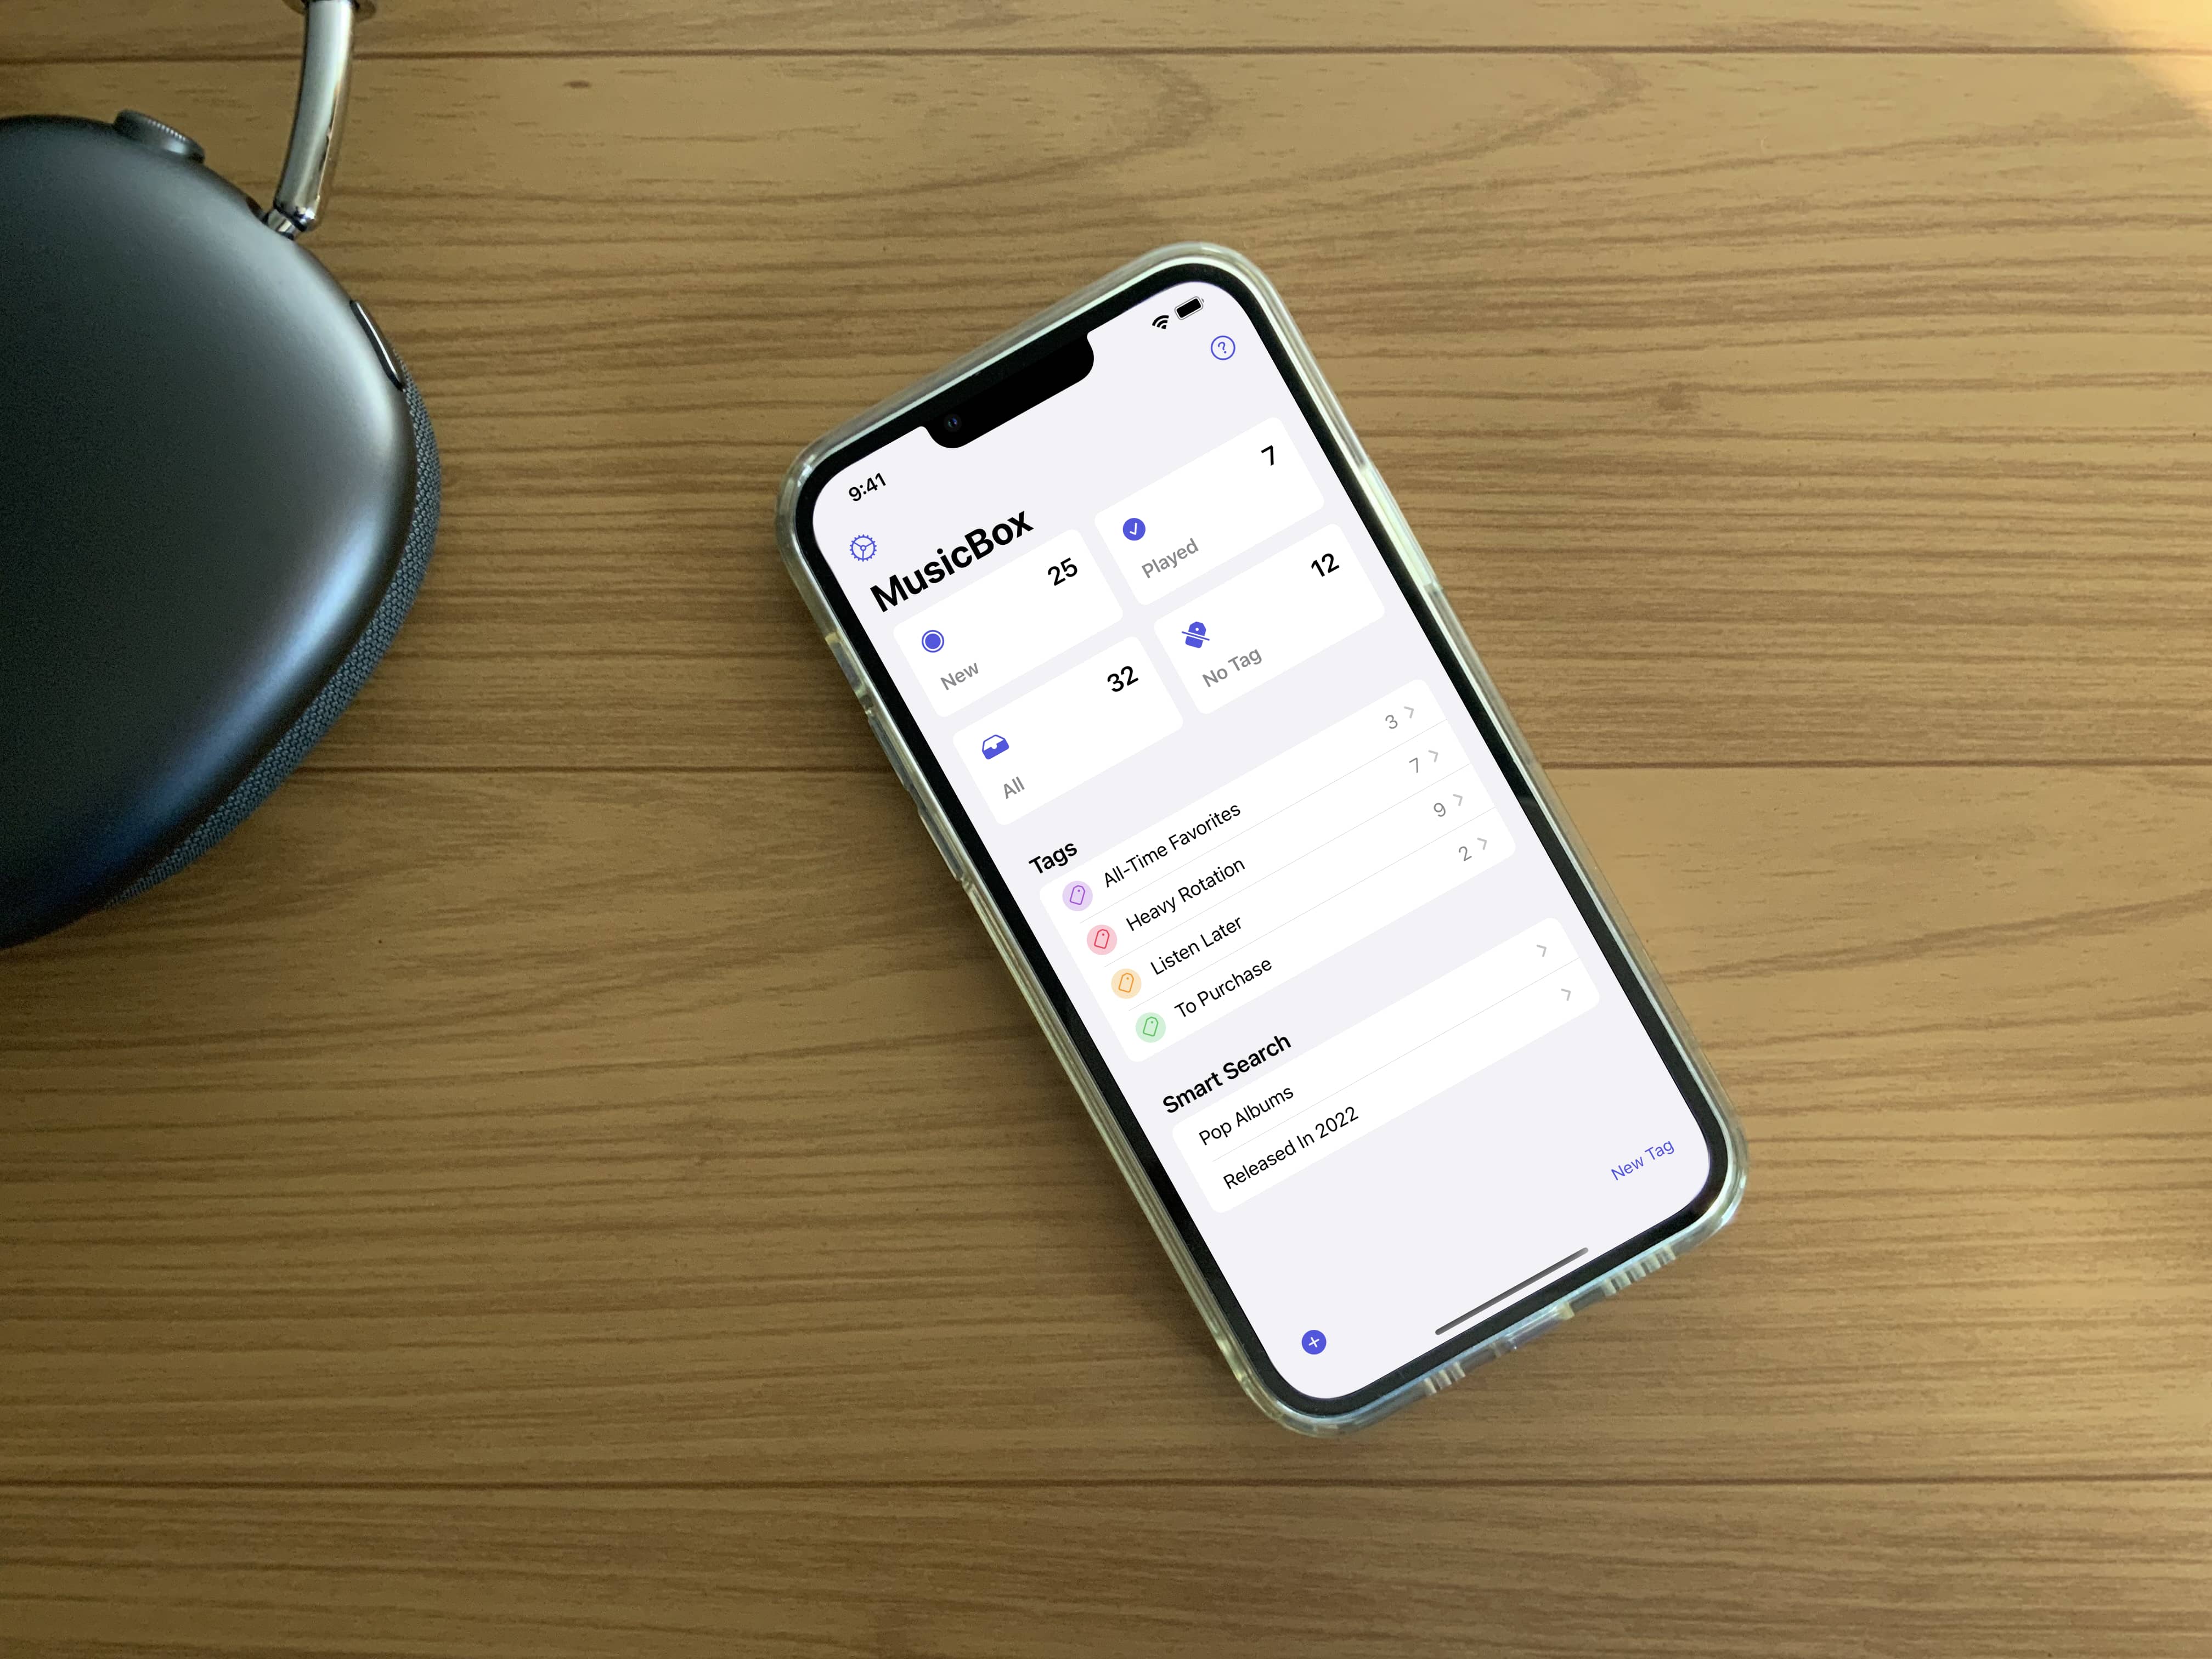 9:41
MusicBox
25
New
7
Played
32
All
12
No Tag
Tags
All-Time Favorites 3
Heavy Rotation 7
Listen Later 9
To Purchase 2
Smart Search
Pop Albums
Released In 2022
New Tag